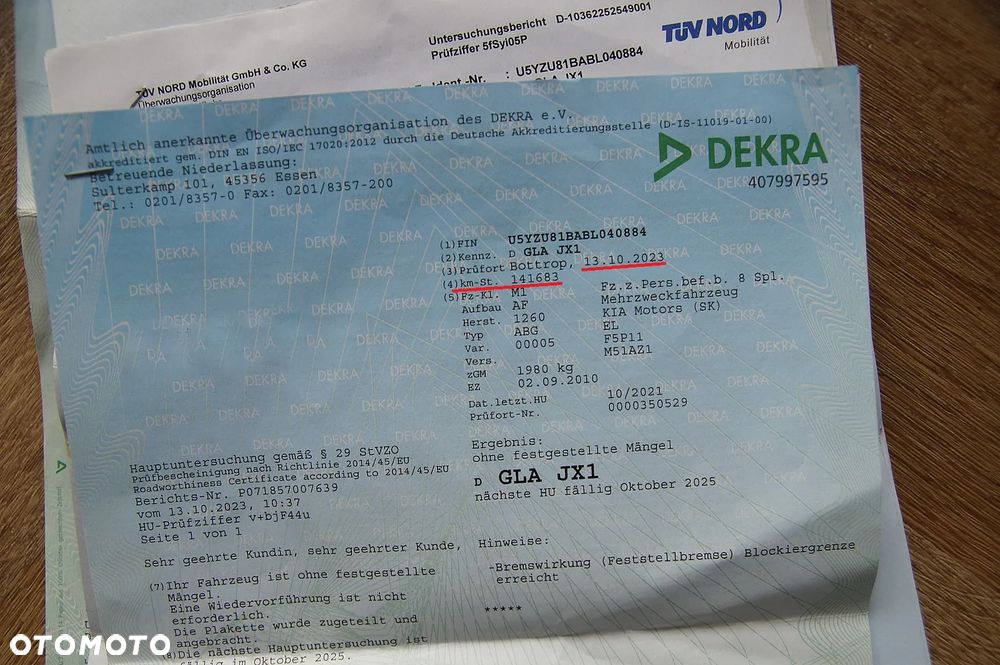 Untersuchungsbericht D-10362252549001
Prüfziffer 5fSyi05P
TÜV NORD
Mobilität
TÜV NORD Mobilität GmbH & Co. KG
Überwachungsorganisation
Ident.-Nr. : U5YZU81BABL040884
GLA JX1
Amtlich anerkannte Überwachungsorganisation des DEKRA e.V.
akkreditiert gem. DIN EN ISO/IEC 17020:2012 durch die Deutsche Akkreditierungsstelle (D-IS-11019-01-00)
Betreuende Niederlassung:
Sulterkamp 101, 45356 Essen
Tel.: 0201/8357-0 Fax: 0201/8357-200
DEKRA
407997595
(1) FIN U5YZU81BABL040884
(2) Kennz. D GLA JX1
(3) Prüfort Bottrop, 13.10.2023
(4) km-St. 141683
(5) Fz-Kl. M1 Fz.z.Pers.bef.b. 8 Spl.
Aufbau AF Mehrzweckfahrzeug
Herst. 1260 KIA Motors (SK)
Typ ABG EL
Var. 00005 F5P11
Vers. M51AZ1
zGM 1980 kg
EZ 02.09.2010
Dat.letzt.HU 10/2021
Prüfort-Nr. 0000350529
Hauptuntersuchung gemäß § 29 StVZO
Prüfbescheinigung nach Richtlinie 2014/45/EU
Roadworthiness Certificate according to 2014/45/EU
Berichts-Nr. P071857007639
vom 13.10.2023, 10:37
HU-Prüfziffer v+bjF44u
Seite 1 von 1
Ergebnis:
ohne festgestellte Mängel
D GLA JX1
nächste HU fällig Oktober 2025
Sehr geehrte Kundin, sehr geehrter Kunde,
(7) Ihr Fahrzeug ist ohne festgestellte
Mängel.
Eine Wiedervorführung ist nicht
erforderlich.
Die Plakette wurde zugeteilt und
angebracht.
(8) Die nächste Hauptuntersuchung ist
fällig im Oktober 2025.
Hinweise:
-Bremswirkung (Feststellbremse) Blockiergrenze
erreicht
*****
OTOMOTO